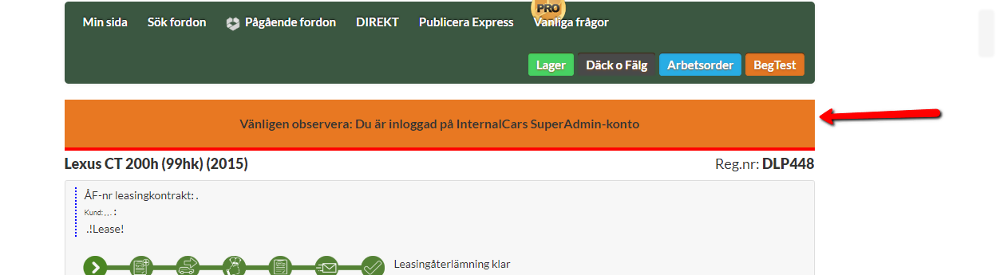 PRO
Min sida Sök fordon Pågående fordon DIREKT Publicera Express Vanliga frågor
Lager Däck o Fälg Arbetsorder BegTest
Vänligen observera: Du är inloggad på InternalCars SuperAdmin-konto
Lexus CT 200h (99hk) (2015) Reg.nr: DLP448
ÅF-nr leasingkontrakt: .
Kund: , , . :
.!Lease!
Leasingåterlämning klar